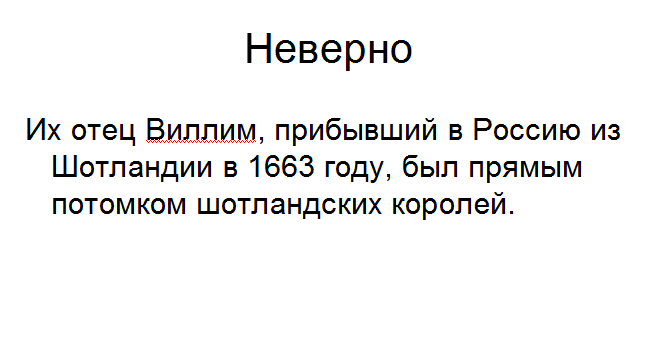 Неверно
Их отец Виллим, прибывший в Россию из
Шотландии в 1663 году, был прямым
потомком шотландских королей.